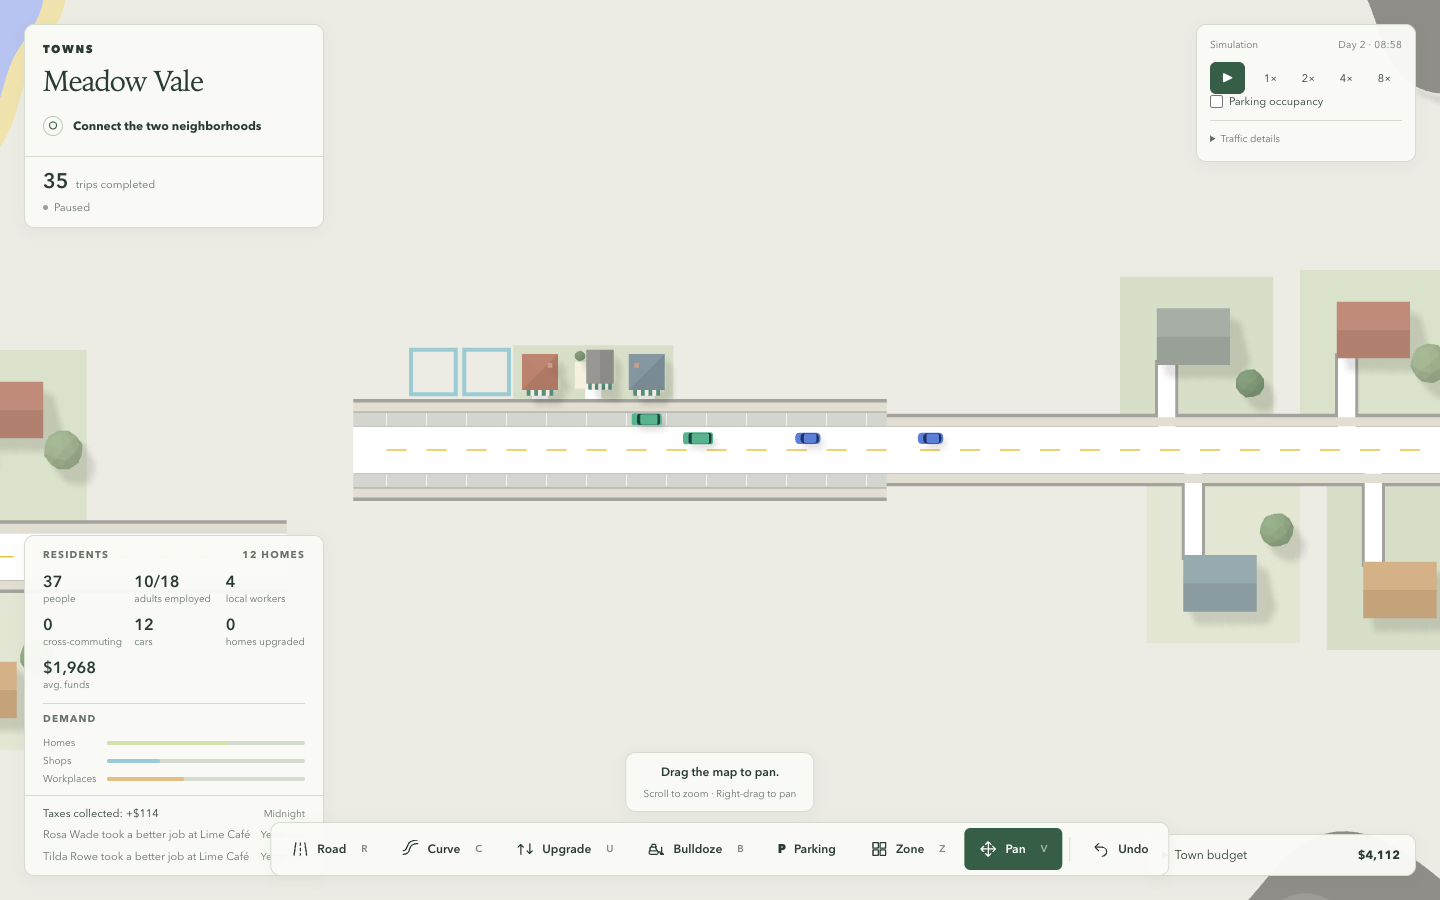 TOWNS
Meadow Vale
Connect the two neighborhoods
35 trips completed
Paused
Simulation Day 2 · 08:58
1× 2× 4× 8×
Parking occupancy
Traffic details
RESIDENTS 12 HOMES
37 10/18 4
people adults employed local workers
0 12 0
cross-commuting cars homes upgraded
$1,968
avg. funds
DEMAND
Homes
Shops
Workplaces
Taxes collected: +$114 Midnight
Rosa Wade took a better job at Lime Café
Tilda Rowe took a better job at Lime Café
Drag the map to pan.
Scroll to zoom · Right-drag to pan
Road R Curve C Upgrade U Bulldoze B P Parking Zone Z Pan V Undo
Town budget $4,112